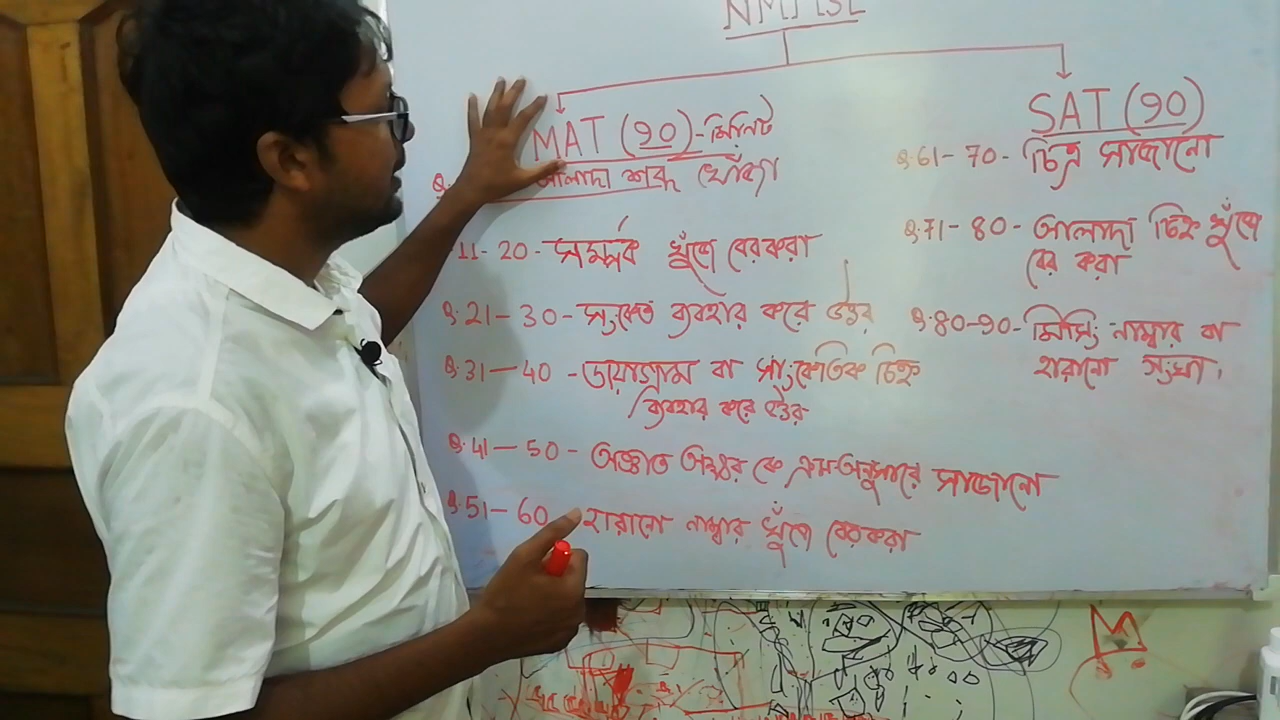 NMMSE
MAT (90) - মিনিট
আলাদা শব্দ খোঁজা
11-20 - সম্পর্ক খুঁজে বের করা
Q.21-30 - সংকেত ব্যবহার করে উত্তর
Q.31-40 - ডায়াগ্রাম বা সাংকেতিক চিহ্ন
ব্যবহার করে উত্তর
Q.41-50 - অজ্ঞাত অক্ষর কে ক্রমঅনুসারে সাজানো
Q.51-60 হারানো নাম্বার খুঁজে বের করা
SAT (90)
Q.61-70 - চিত্র সাজানো
Q.71-80 - আলাদা চিহ্ন খুঁজে
বের করা
Q.80-90 - মিসিং নাম্বার বা
হারানো সংখ্যা।